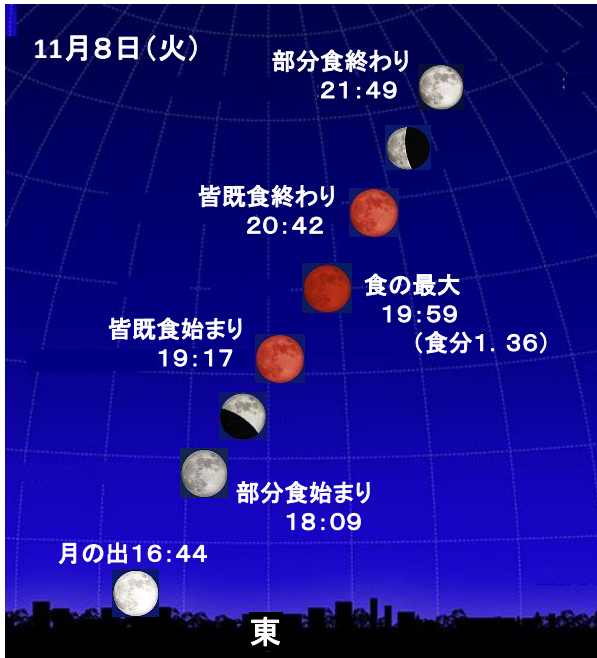 11月8日(火)
部分食終わり
21:49
皆既食終わり
20:42
食の最大
19:59
(食分1.36)
皆既食始まり
19:17
部分食始まり
18:09
月の出16:44
東